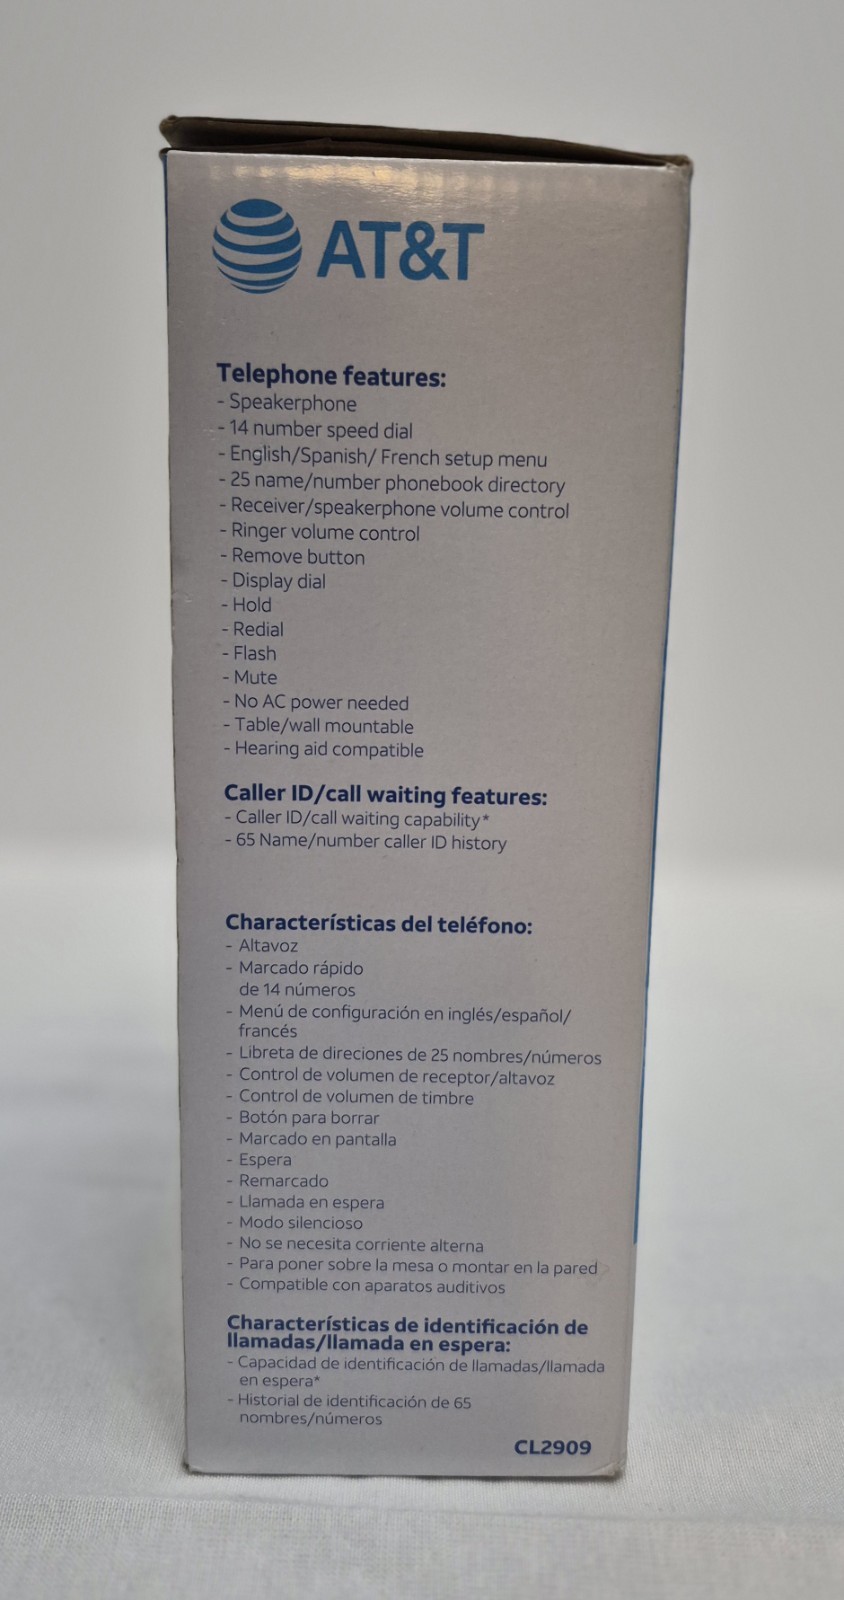 AT&T
Telephone features:
- Speakerphone
- 14 number speed dial
- English/Spanish/ French setup menu
- 25 name/number phonebook directory
- Receiver/speakerphone volume control
- Ringer volume control
- Remove button
- Display dial
- Hold
- Redial
- Flash
- Mute
- No AC power needed
- Table/wall mountable
- Hearing aid compatible
Caller ID/call waiting features:
- Caller ID/call waiting capability*
- 65 Name/number caller ID history
Characterísticas del teléfono:
- Altavoz
- Marcado rápido
de 14 números
- Menú de configuración en inglés/español/
francés
- Libreta de direciones de 25 nombres/números
- Control de volumen de receptor/altavoz
- Control de volumen de timbre
- Botón para borrar
- Marcado en pantalla
- Espera
- Remarcado
- Llamada en espera
- Modo silencioso
- No se necesita corriente alterna
- Para poner sobre la mesa o montar en la pared
- Compatible con aparatos auditivos
Characterísticas de identificación de
llamadas/llamada en espera:
- Capacidad de identificación de llamadas/llamada
en espera*
- Historial de identificación de 65
nombres/números
CL2909